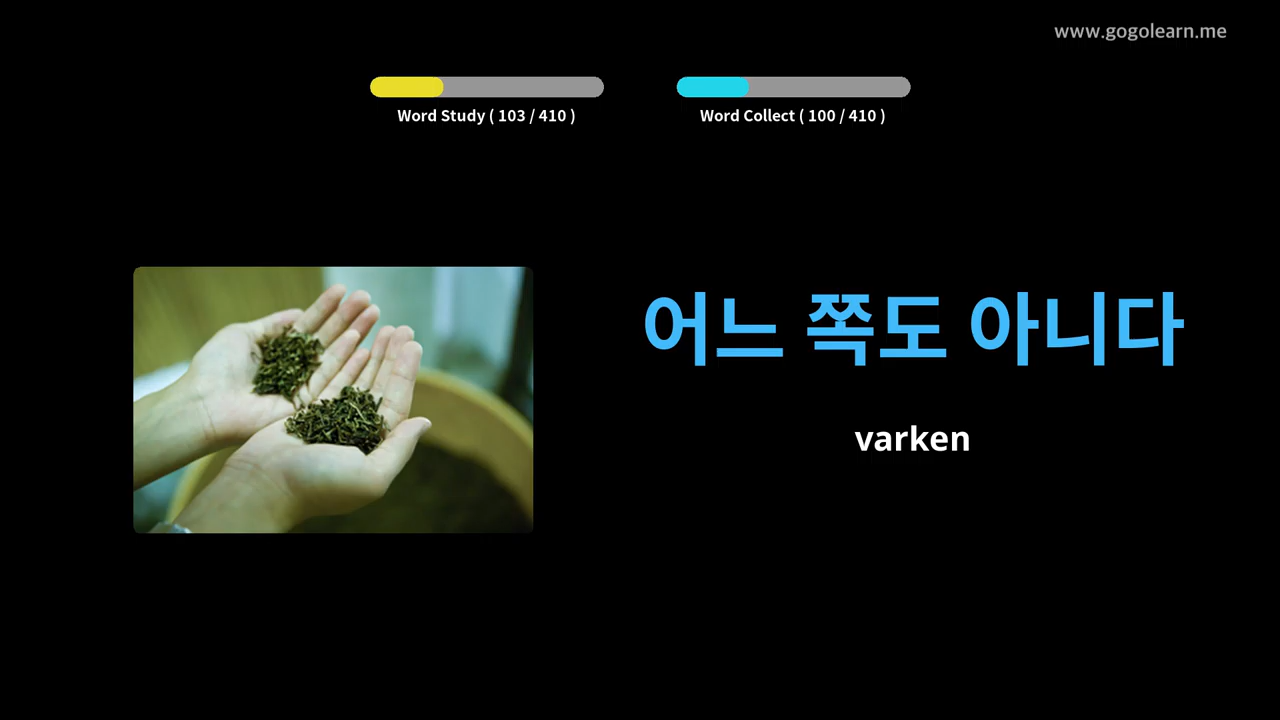 www.gogolearn.me
Word Study ( 103 / 410 )
Word Collect ( 100 / 410 )
어느 쪽도 아니다
varken